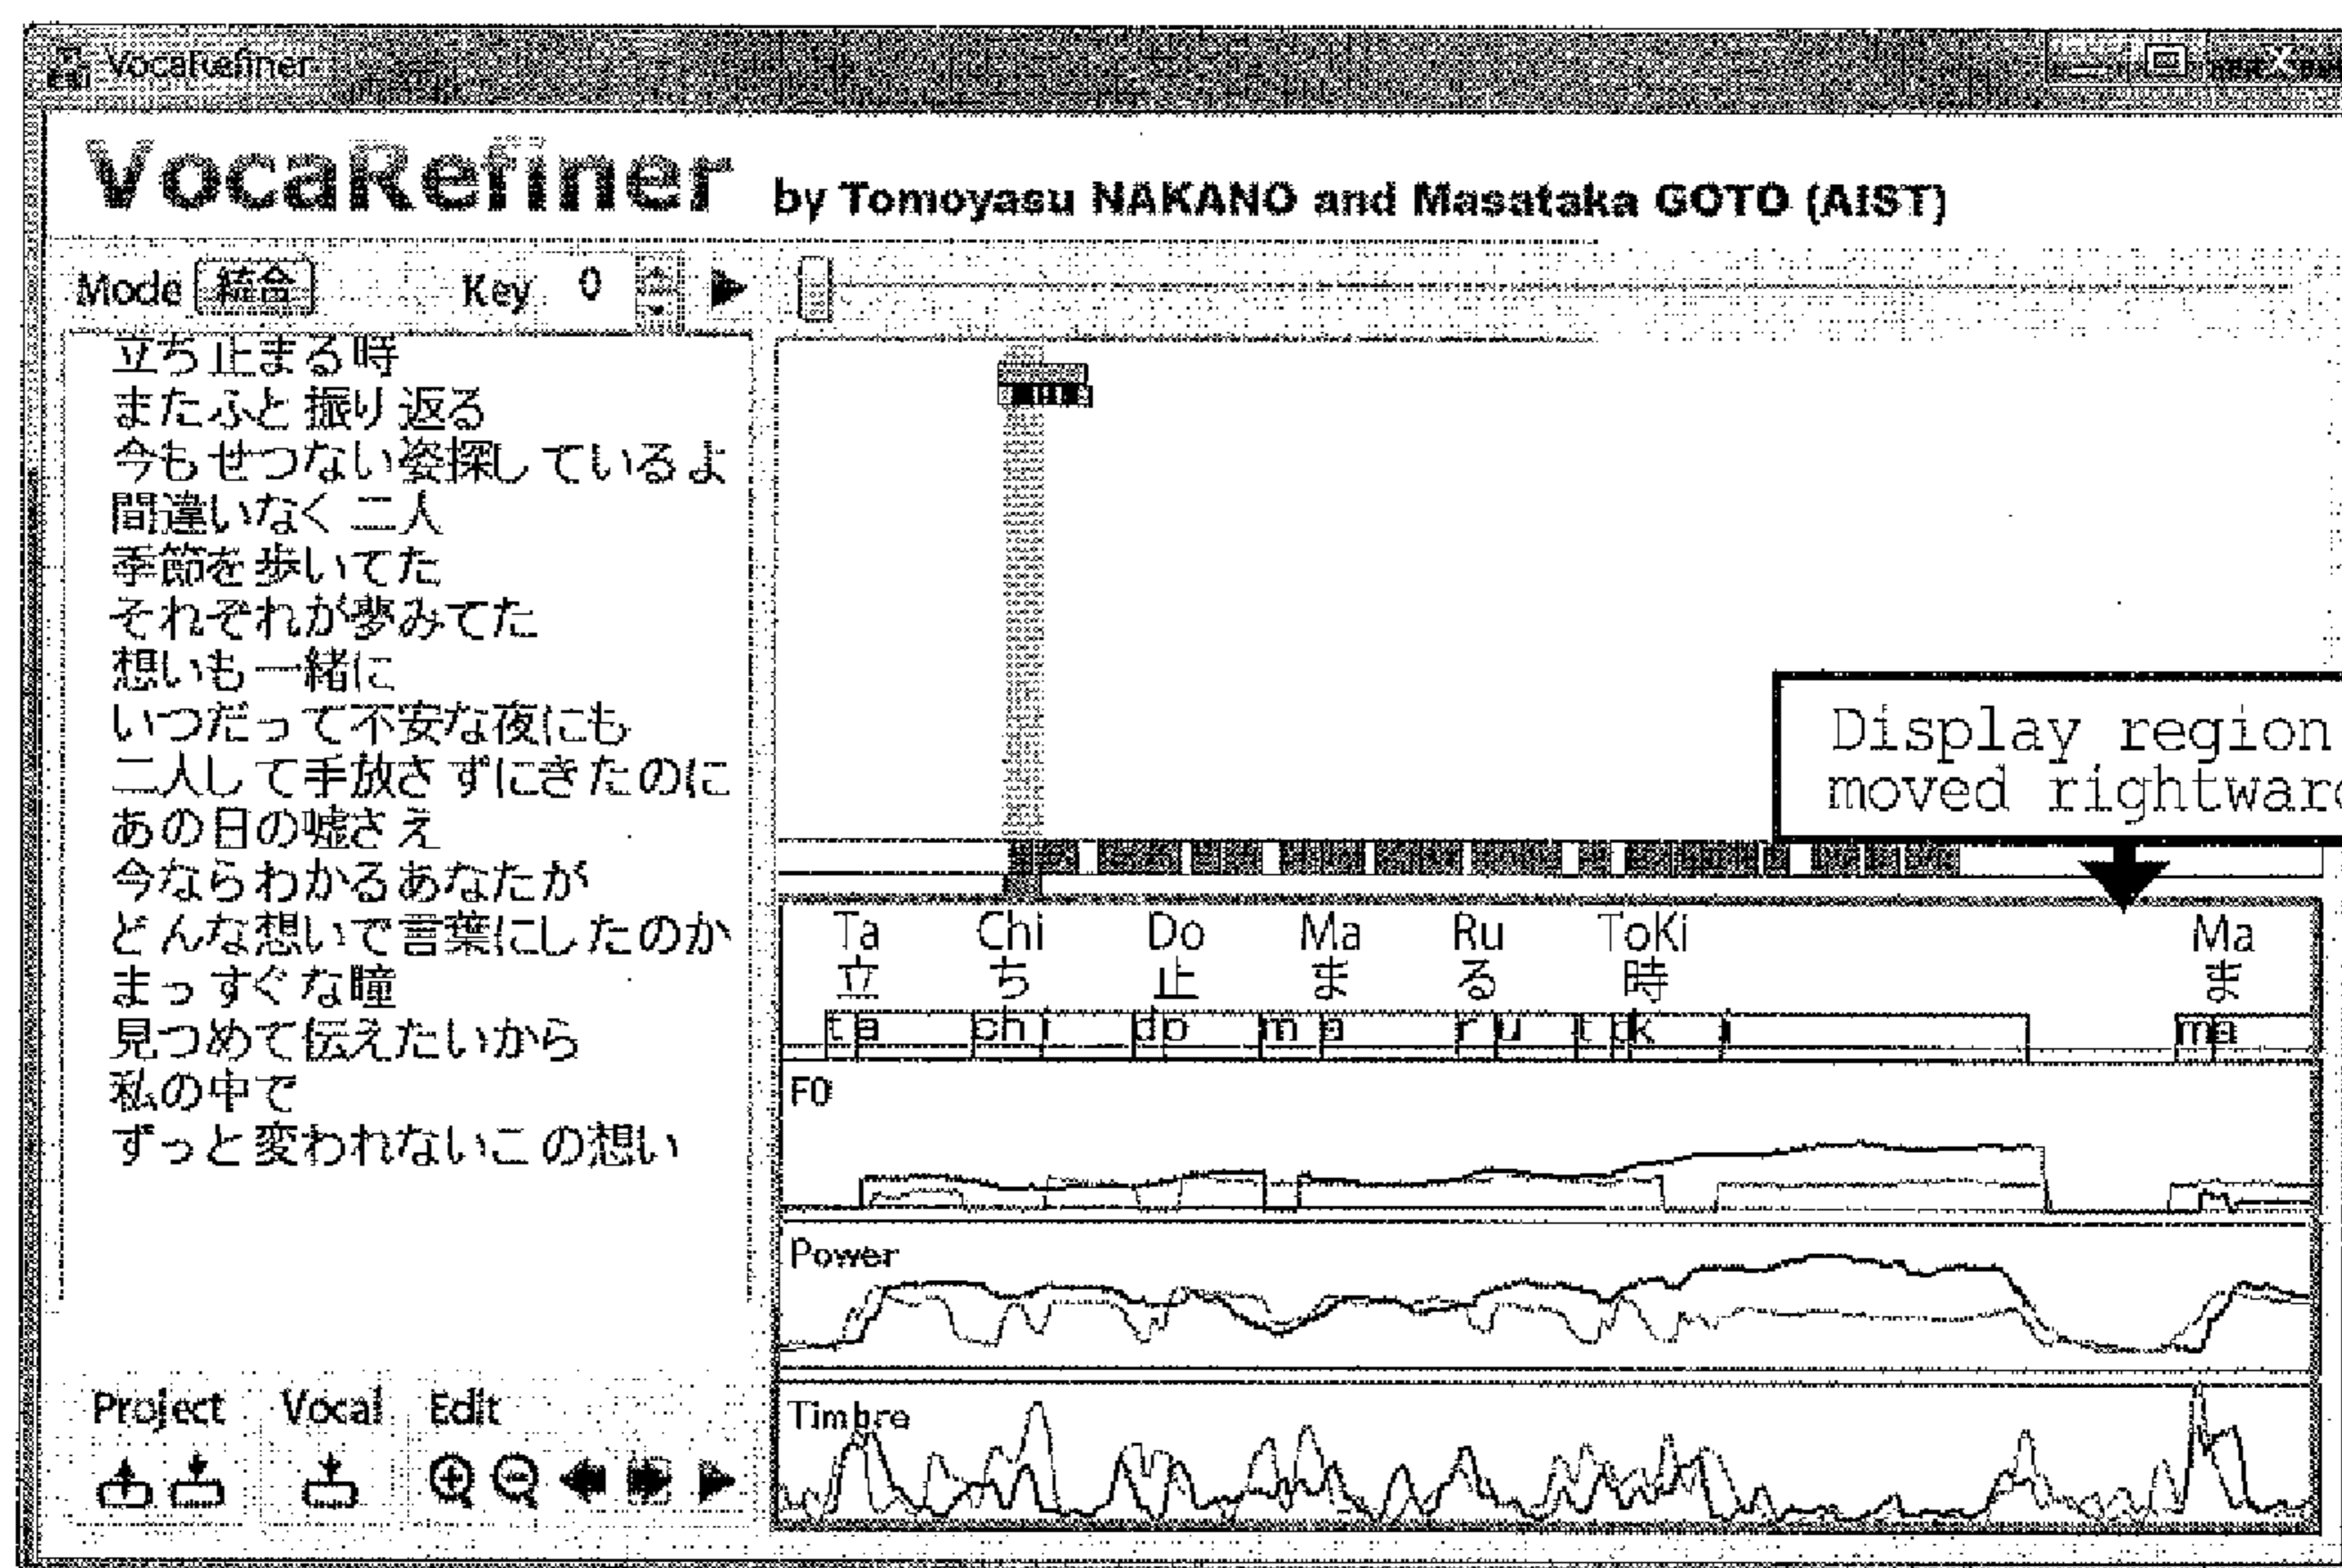 VocaRefiner
VocaRefiner by Tomoyasu NAKANO and Masataka GOTO (AIST)
Mode 統合 Key 0
立ち止まる時
またふと振り返る
今もせつない姿探しているよ
間違いなく二人
季節を歩いてた
それぞれが夢みてた
想いも一緒に
いつだって不安な夜にも
二人して手放さずにきたのに
あの日の嘘さえ
今ならわかるあなたが
どんな想いで言葉にしたのか
まっすぐな瞳
見つめて伝えたいから
私の中で
ずっと変われないこの想い
Project Vocal Edit
Display region
moved rightward
Ta Chi Do Ma Ru ToKi Ma
立 ち 止 ま る 時 ま
t a ch i d o m a r u t o k i m a
F0
Power
Timbre